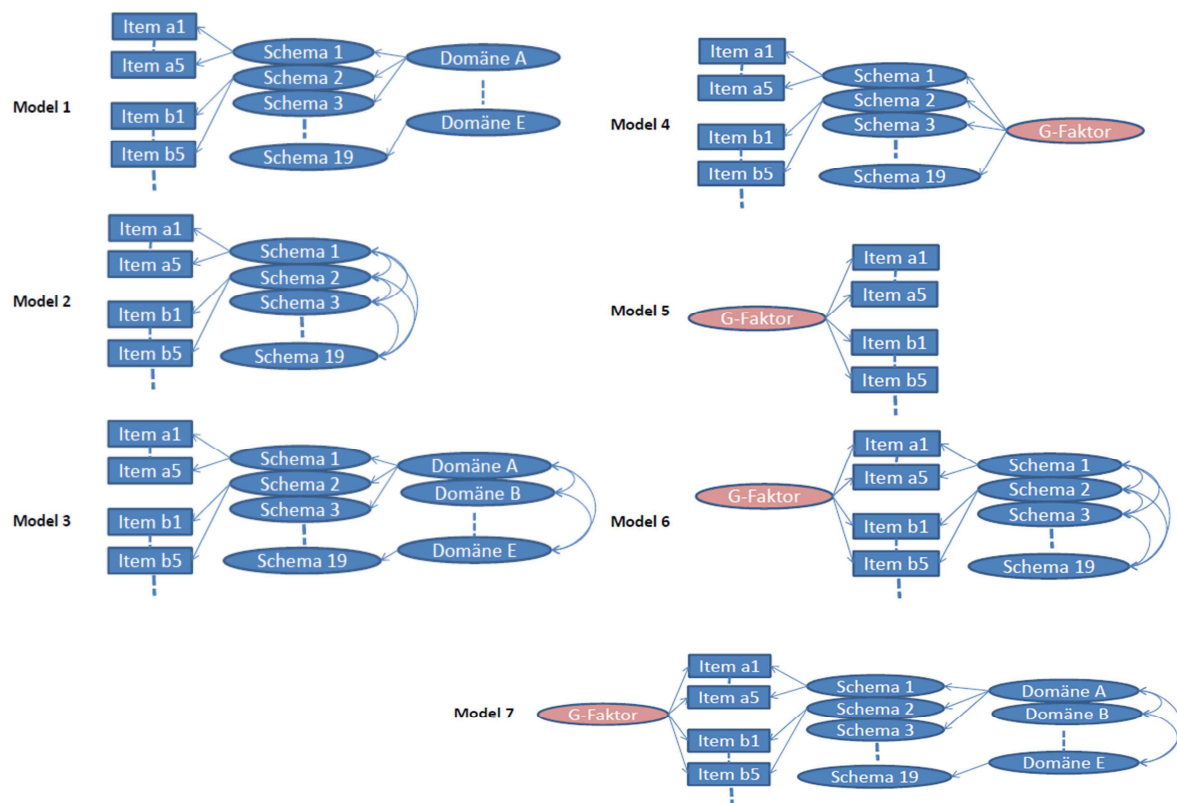 Model 1
Item a1
Item a5
Item b1
Item b5
Schema 1
Schema 2
Schema 3
Schema 19
Domäne A
Domäne E
Model 2
Item a1
Item a5
Item b1
Item b5
Schema 1
Schema 2
Schema 3
Schema 19
Model 3
Item a1
Item a5
Item b1
Item b5
Schema 1
Schema 2
Schema 3
Schema 19
Domäne A
Domäne B
Domäne E
Model 4
Item a1
Item a5
Item b1
Item b5
Schema 1
Schema 2
Schema 3
Schema 19
G-Faktor
Model 5
G-Faktor
Item a1
Item a5
Item b1
Item b5
Model 6
G-Faktor
Item a1
Item a5
Item b1
Item b5
Schema 1
Schema 2
Schema 3
Schema 19
Model 7
G-Faktor
Item a1
Item a5
Item b1
Item b5
Schema 1
Schema 2
Schema 3
Schema 19
Domäne A
Domäne B
Domäne E